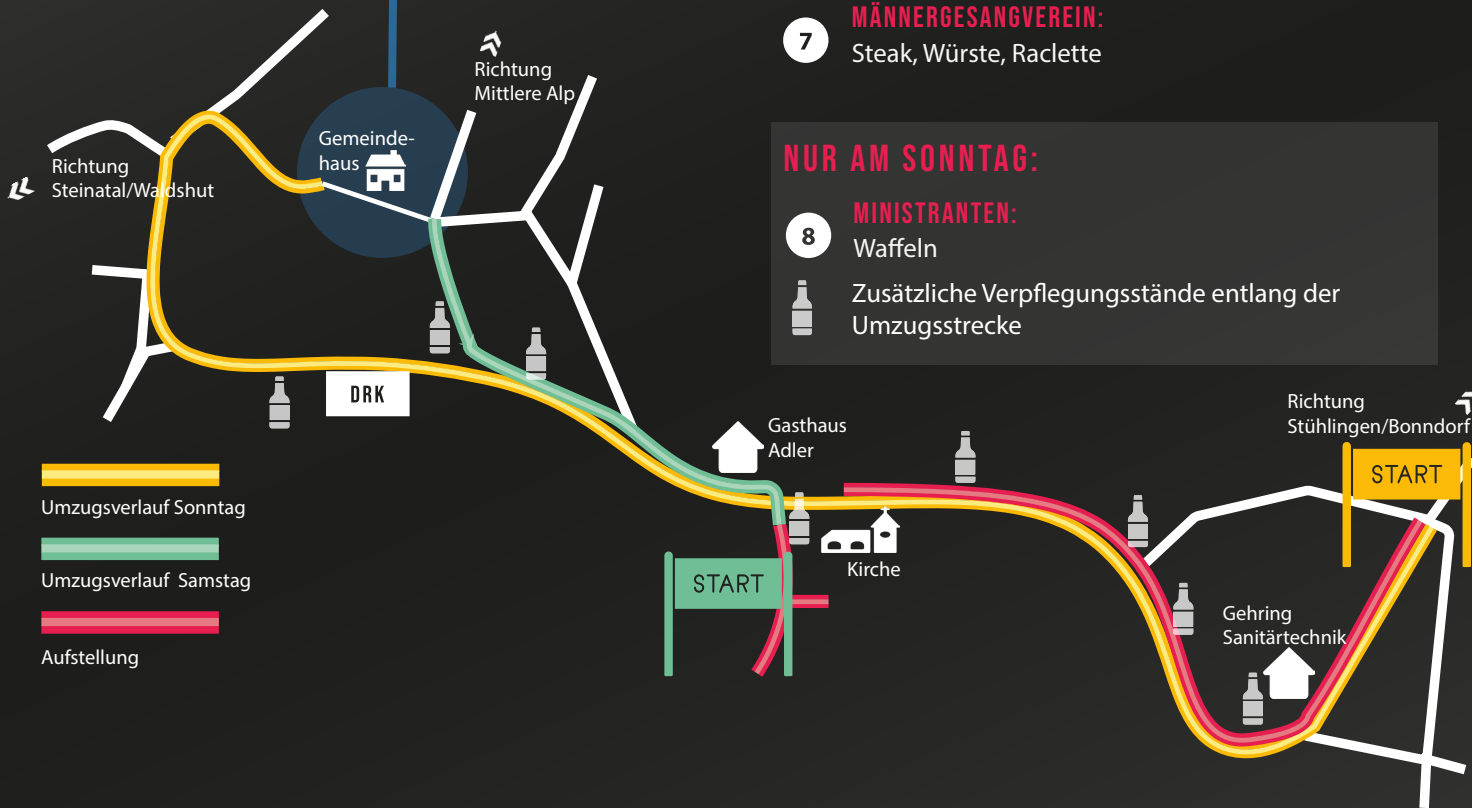 MÄNNERGESANGVEREIN:
7
Steak, Würste, Raclette
Richtung
Mittlere Alp
Gemeinde-
haus
Richtung
Steinatal/Waldshut
NUR AM SONNTAG:
MINISTRANTEN:
8
Waffeln
Zusätzliche Verpflegungsstände entlang der
Umzugsstrecke
DRK
Richtung
Stühlingen/Bonndorf
START
Gasthaus
Adler
Umzugsverlauf Sonntag
Umzugsverlauf Samstag
Aufstellung
START
Kirche
Gehring
Sanitärtechnik